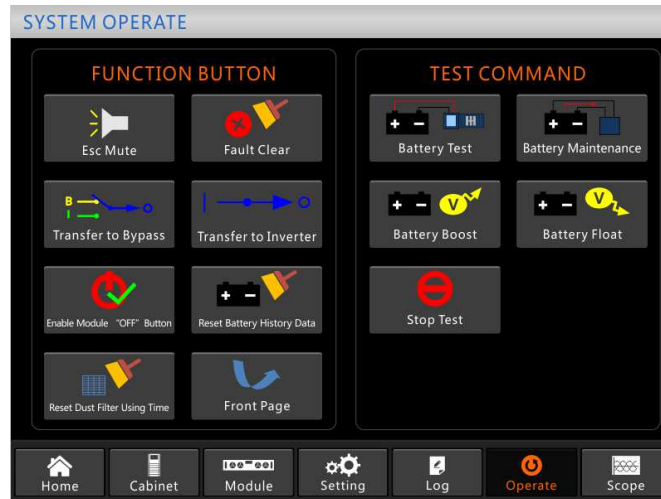 SYSTEM OPERATE
FUNCTION BUTTON
Esc Mute
Fault Clear
B
I
Transfer to Bypass
Transfer to Inverter
Enable Module “OFF” Button
Reset Battery History Data
Reset Dust Filter Using Time
Front Page
TEST COMMAND
Battery Test
Battery Maintenance
V
Battery Boost
V
Battery Float
Stop Test
Home
Cabinet
Module
Setting
Log
Operate
Scope